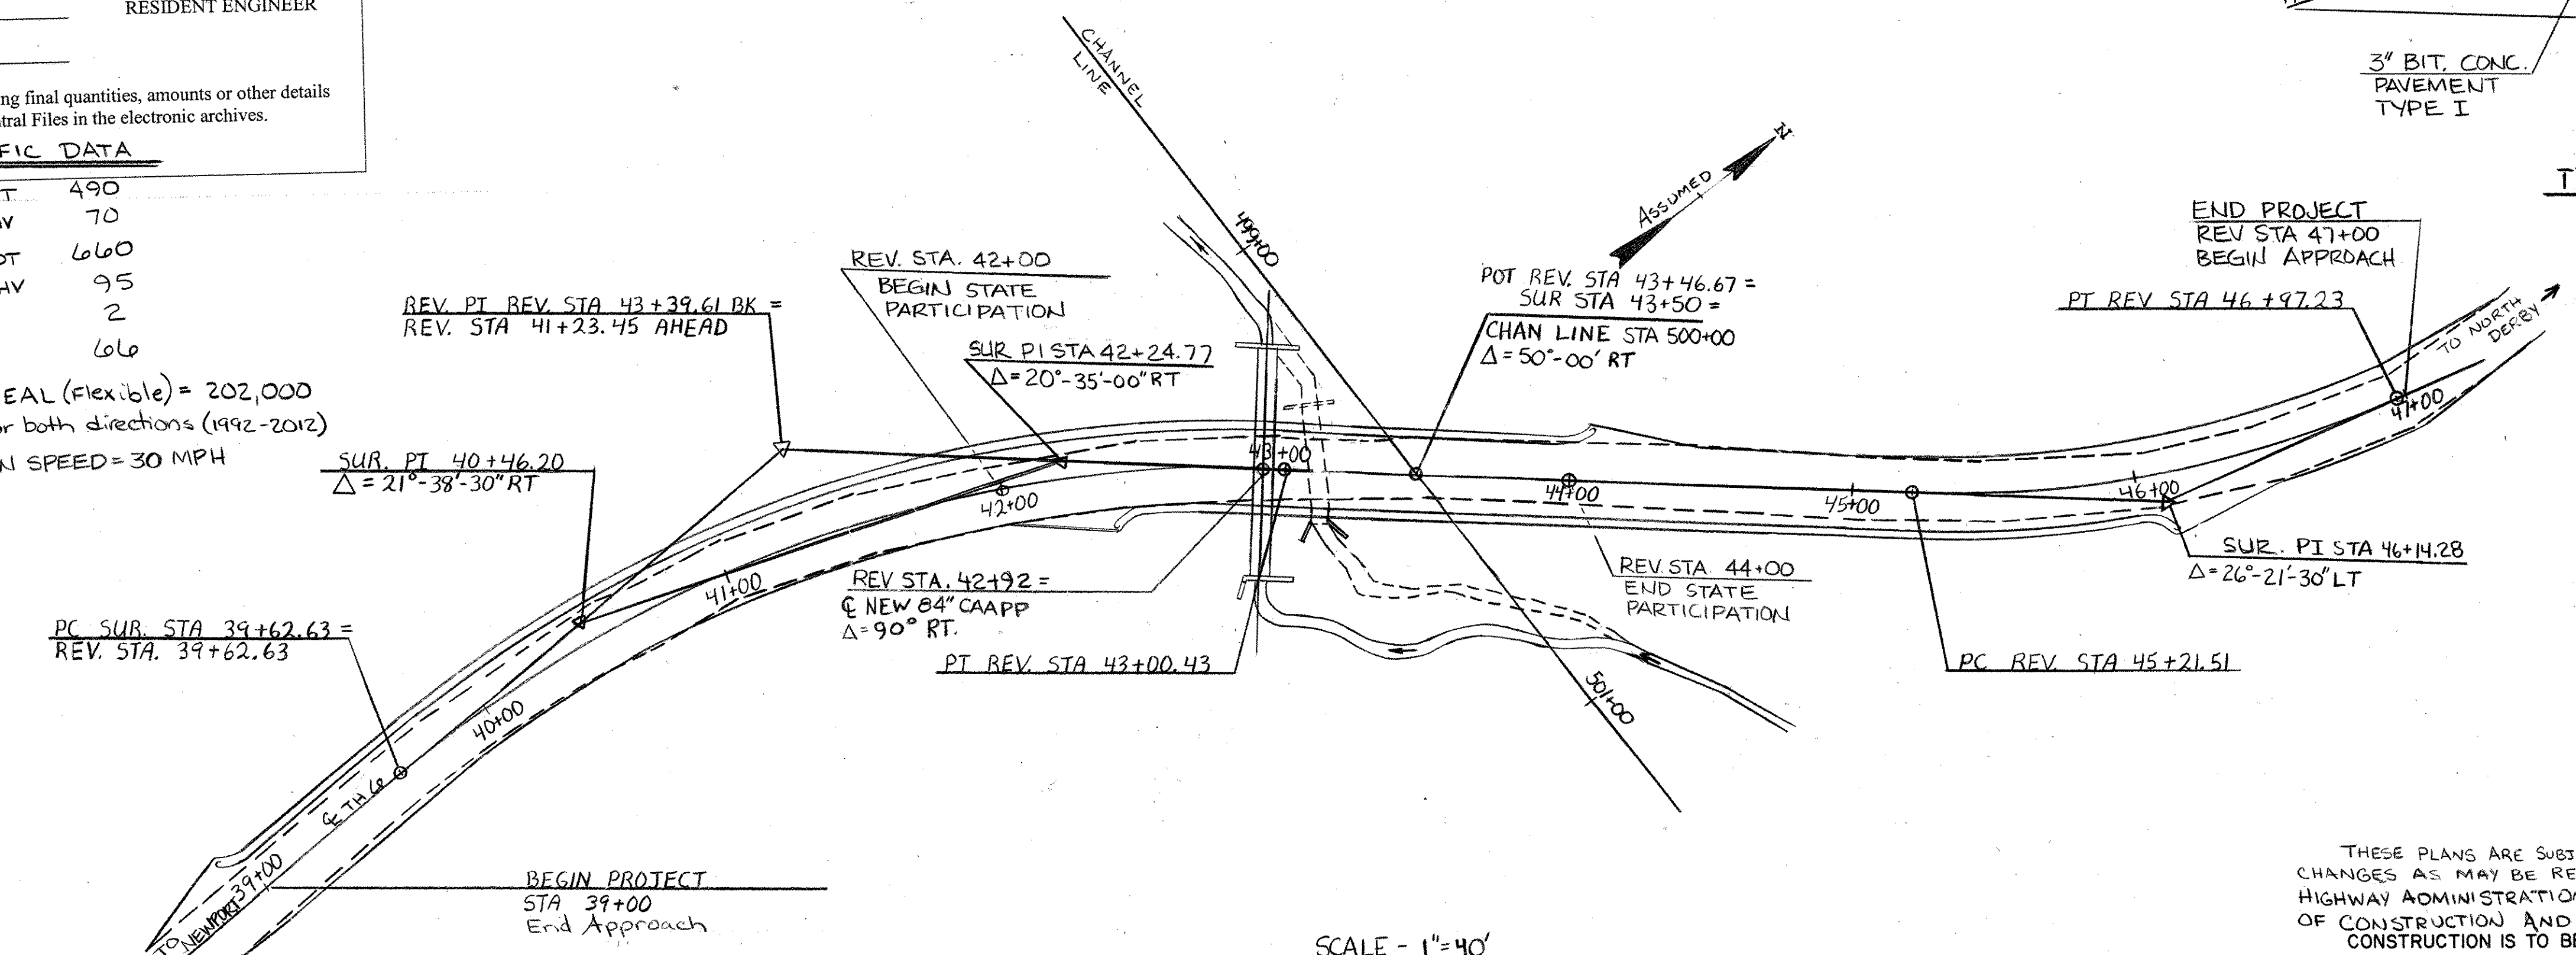 RESIDENT ENGINEER
ng final quantities, amounts or other details
ntral Files in the electronic archives.
FIC DATA
T 490
V 70
DT 660
HV 95
2
66
EAL (Flexible) = 202,000
or both directions (1992-2012)
N SPEED = 30 MPH
CHANNEL
LINE
499+00
ASSUMED
N
3" BIT. CONC.
PAVEMENT
TYPE I
T
END PROJECT
REV STA 47+00
BEGIN APPROACH
PT REV STA 46+97.23
TO NORTH
DERBY
REV. STA. 42+00
BEGIN STATE
PARTICIPATION
REV. PI REV. STA 43+39.61 BK =
REV. STA 41+23.45 AHEAD
SUR PI STA 42+24.77
Δ=20°-35'-00" RT
POT REV. STA 43+46.67 =
SUR STA 43+50 =
CHAN LINE STA 500+00
Δ=50°-00' RT
SUR. PI 40+46.20
Δ=21°-38'-30" RT
43+00
42+00
44+00
45+00
46+00
47+00
41+00
40+00
39+00
SUR. PI STA 46+14.28
Δ=26°-21'-30" LT
REV STA. 42+92 =
℄ NEW 84" CAAPP
Δ=90° RT.
REV. STA. 44+00
END STATE
PARTICIPATION
PC SUR. STA 39+62.63 =
REV. STA. 39+62.63
PT REV. STA 43+00.43
PC REV. STA 45+21.51
501+00
℄ TH 6
TO
NEWPORT
BEGIN PROJECT
STA 39+00
End Approach
SCALE - 1"=40'
THESE PLANS ARE SUBJ
CHANGES AS MAY BE RE
HIGHWAY ADMINISTRATION
OF CONSTRUCTION AND
CONSTRUCTION IS TO BE